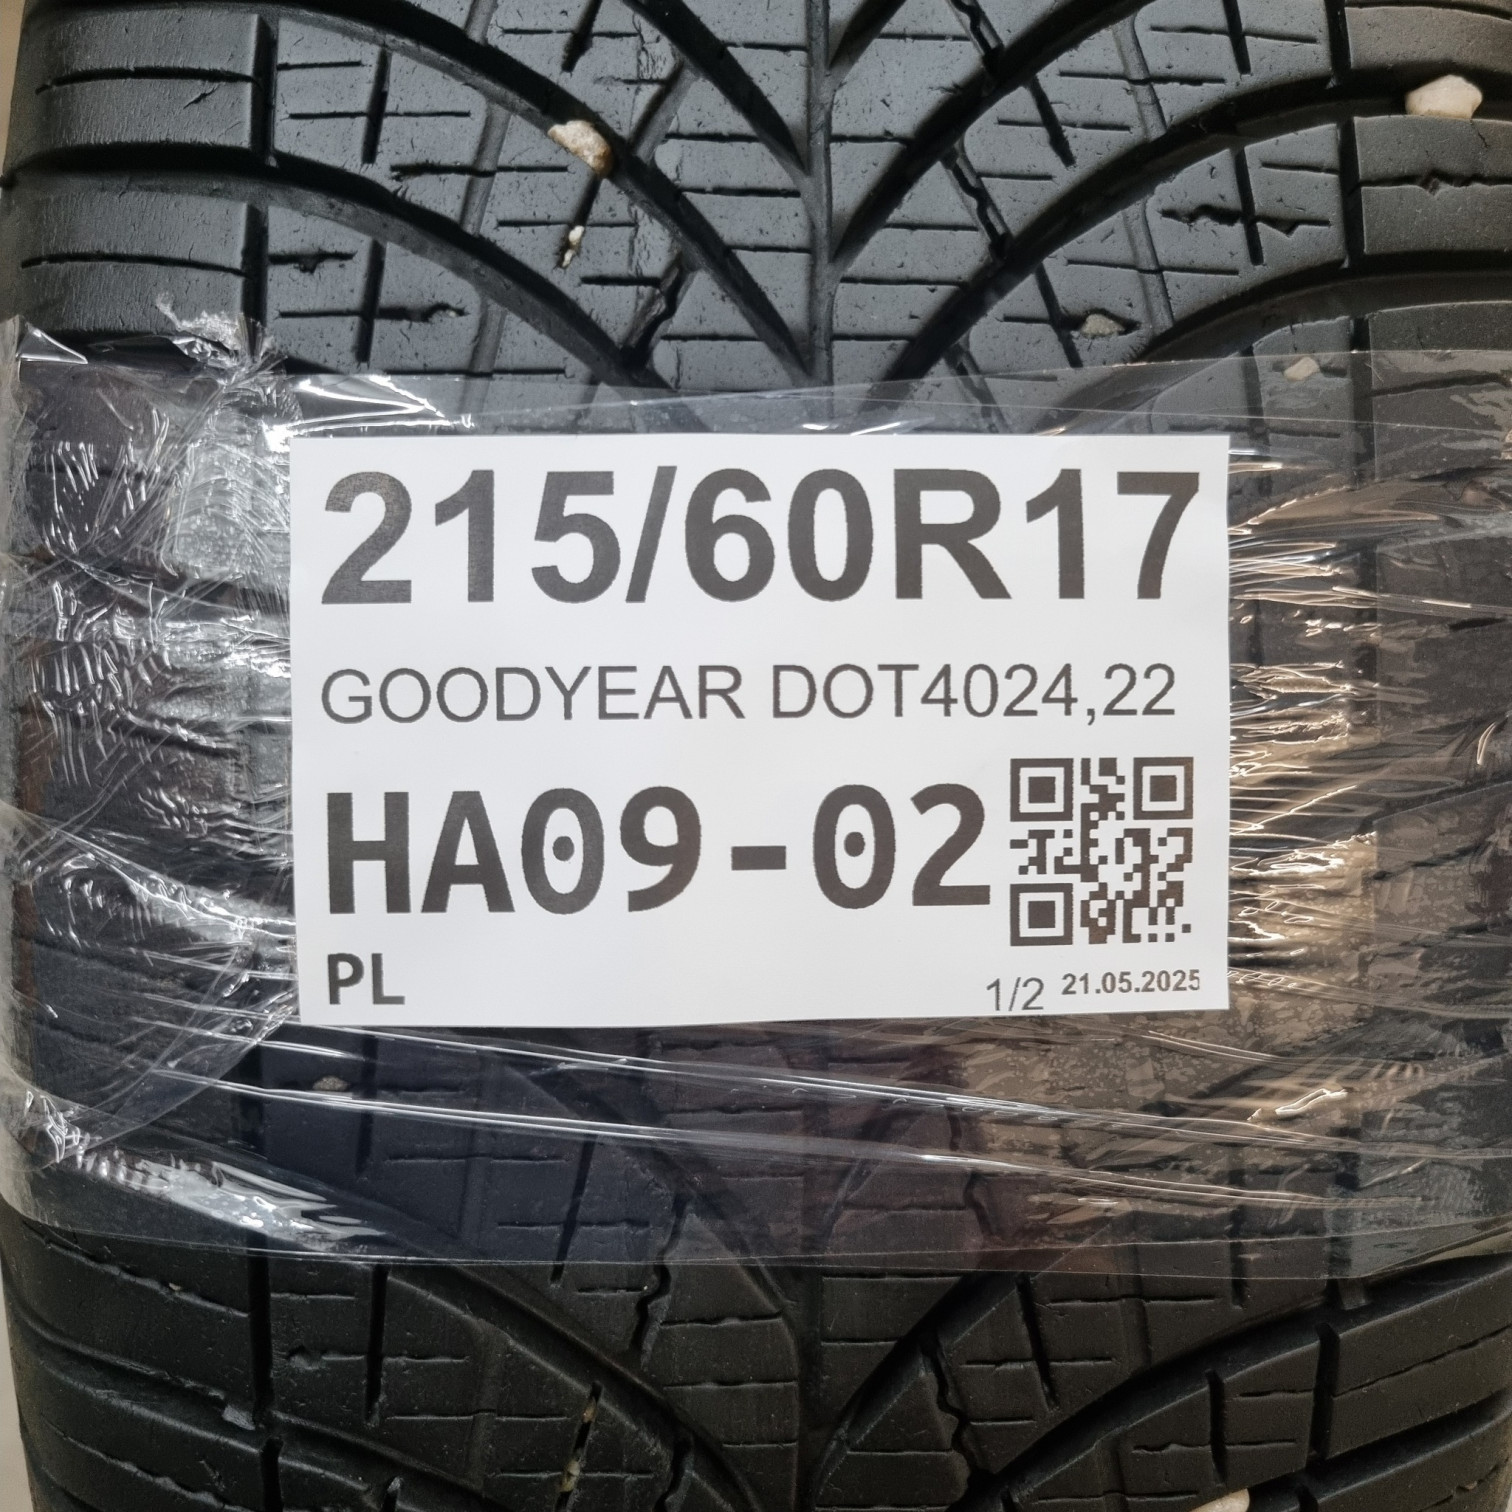 215/60R17
GOODYEAR DOT4024,22
HA09-02
PL
1/2 21.05.2025